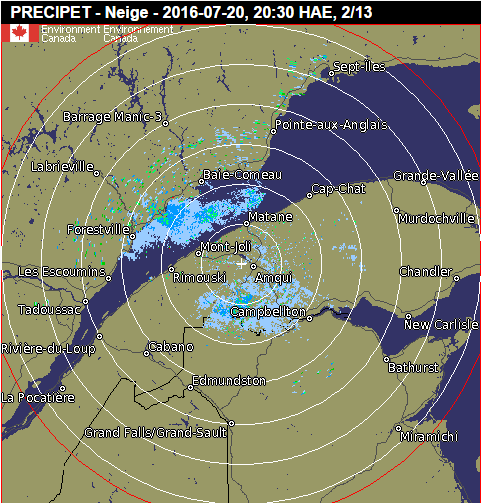 PRECIPET - Neige - 2016-07-20, 20:30 HAE, 2/13
Environment Environnement
Canada Canada
Sept-Îles
Barrage Manic-3
Pointe-aux-Anglais
Labrieville
Baie-Comeau
Grande-Vallée
Cap-Chat
Murdochville
Matane
Forestville
Mont-Joli
Les Escoumins
Rimouski
Amqui
Chandler
Tadoussac
Campbellton
New Carlisle
Rivière-du-Loup
Cabano
Bathurst
Edmundston
La Pocatière
Grand Falls/Grand-Sault
Miramichi